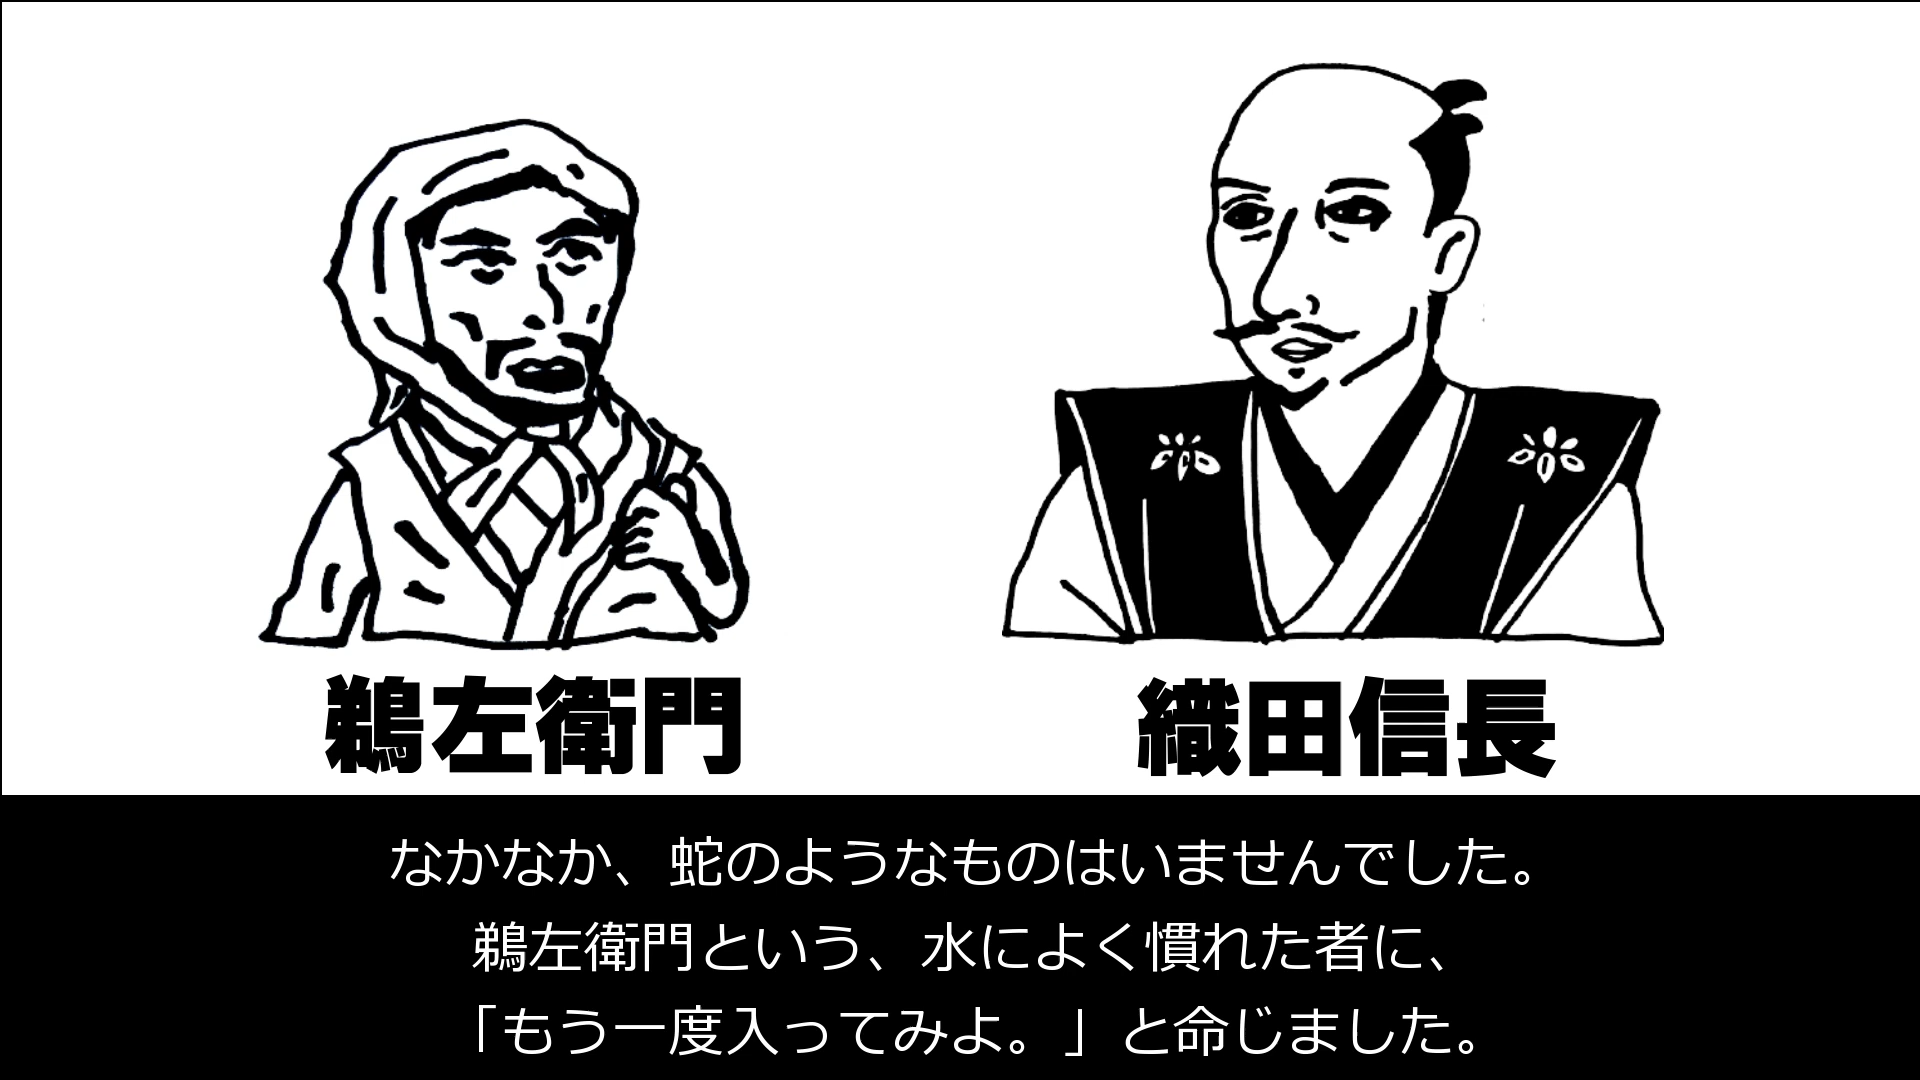 鵜左衛門
織田信長
なかなか、蛇のようなものはいませんでした。
鵜左衛門という、水によく慣れた者に、
「もう一度入ってみよ。」と命じました。